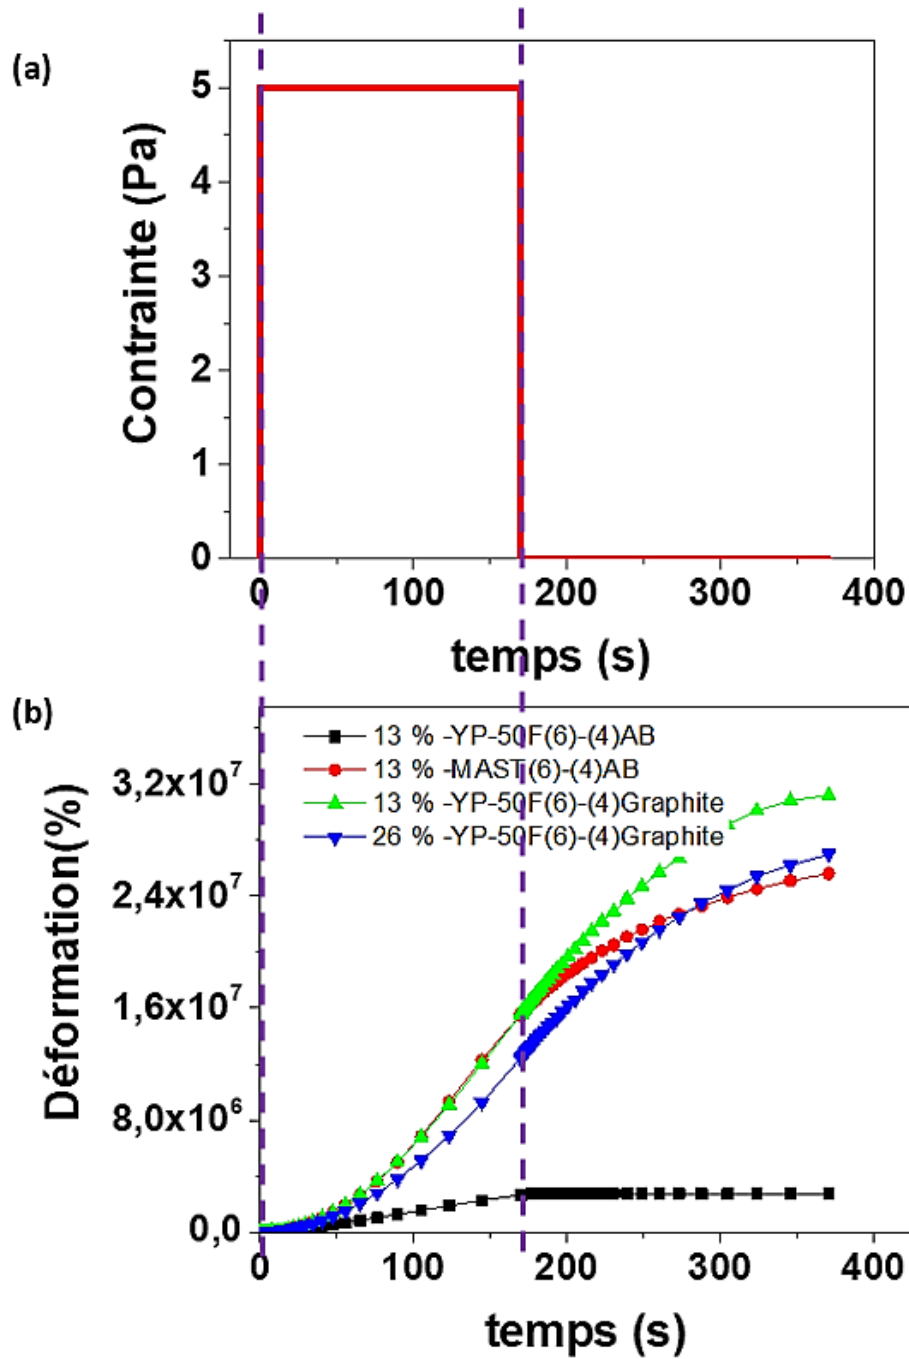 (a)
Contrainte (Pa)
5
4
3
2
1
0
0 100 200 300 400
temps (s)
(b)
13 % -YP-50F(6)-(4)AB
13 % -MAST(6)-(4)AB
13 % -YP-50F(6)-(4)Graphite
26 % -YP-50F(6)-(4)Graphite
Déformation(%)
3,2x10⁷
2,4x10⁷
1,6x10⁷
8,0x10⁶
0,0
0 100 200 300 400
temps (s)